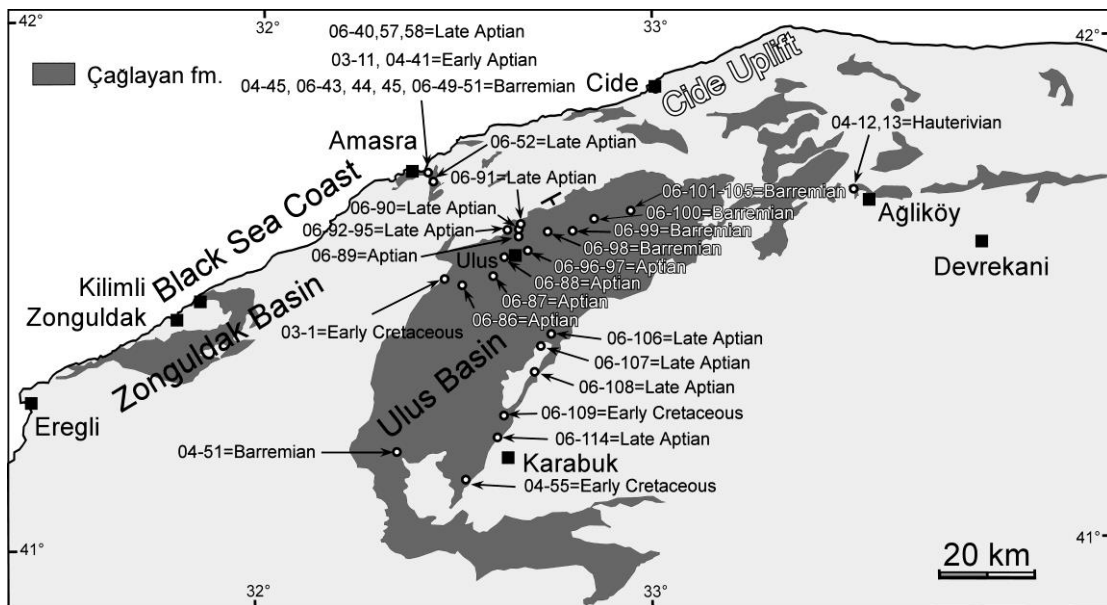 42°
32°
33°
42°
06-40,57,58=Late Aptian
03-11, 04-41=Early Aptian
04-45, 06-43, 44, 45, 06-49-51=Barremian
Çağlayan fm.
Cide
Cide Uplift
04-12,13=Hauterivian
Amasra
06-52=Late Aptian
06-91=Late Aptian
06-101-105=Barremian
06-90=Late Aptian
06-100=Barremian
Ağliköy
06-92-95=Late Aptian
06-99=Barremian
06-89=Aptian
06-98=Barremian
Ulus
06-96-97=Aptian
Devrekani
Black Sea Coast
06-88=Aptian
Kilimli
06-87=Aptian
Zonguldak
06-86=Aptian
03-1=Early Cretaceous
Zonguldak Basin
06-106=Late Aptian
06-107=Late Aptian
Ulus Basin
06-108=Late Aptian
Eregli
06-109=Early Cretaceous
06-114=Late Aptian
04-51=Barremian
Karabuk
04-55=Early Cretaceous
41°
41°
20 km
32°
33°